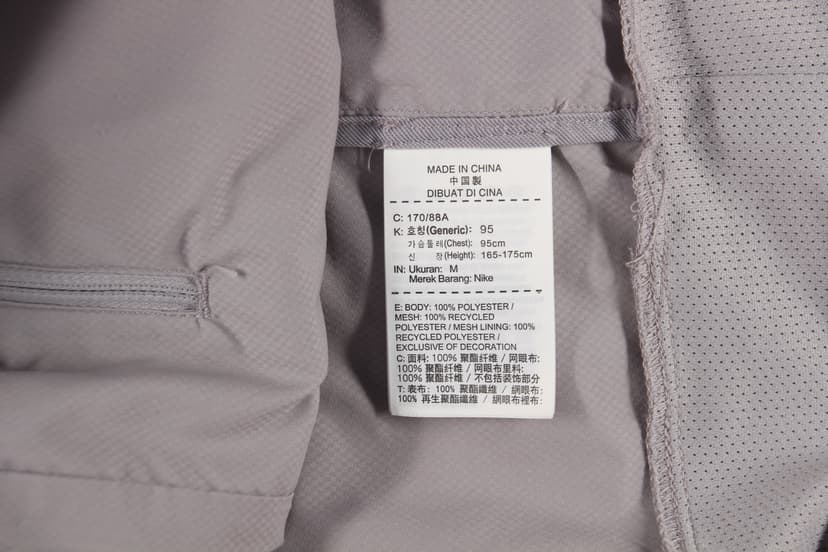 MADE IN CHINA
中国製
DIBUAT DI CINA
C: 170/88A
K: 호칭(Generic): 95
가슴둘레(Chest): 95cm
신 장(Height): 165-175cm
IN: Ukuran: M
Merek Barang: Nike
E: BODY: 100% POLYESTER /
MESH: 100% RECYCLED
POLYESTER / MESH LINING: 100%
RECYCLED POLYESTER /
EXCLUSIVE OF DECORATION
C: 面料: 100% 聚酯纤维 / 网眼布:
100% 聚酯纤维 / 网眼布里料:
100% 聚酯纤维 / 不包括装饰部分
T: 表布: 100% 聚酯纖維 / 網眼布:
100% 再生聚酯纖維 / 網眼布裡布: